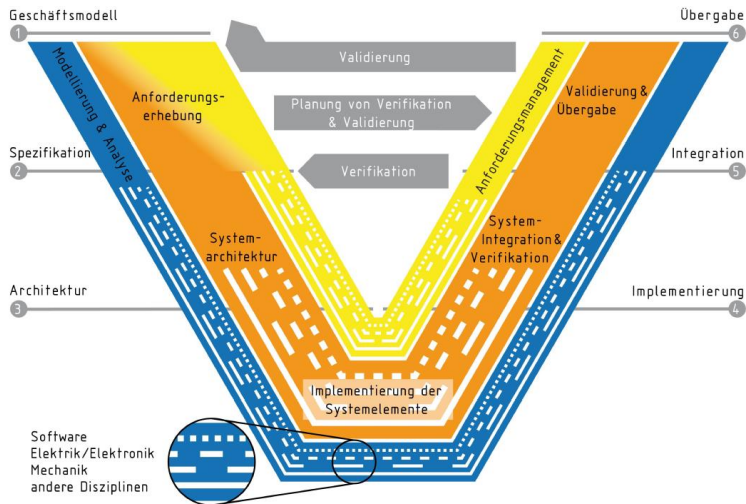 Geschäftsmodell
1
Übergabe
6
Validierung
Modellierung & Analyse
Anforderungs-
erhebung
Planung von Verifikation
& Validierung
Anforderungsmanagement
Validierung &
Übergabe
Spezifikation
2
Verifikation
Integration
5
System-
architektur
System-
Integration &
Verifikation
Architektur
3
Implementierung
4
Implementierung der
Systemelemente
Software
Elektrik/Elektronik
Mechanik
andere Disziplinen